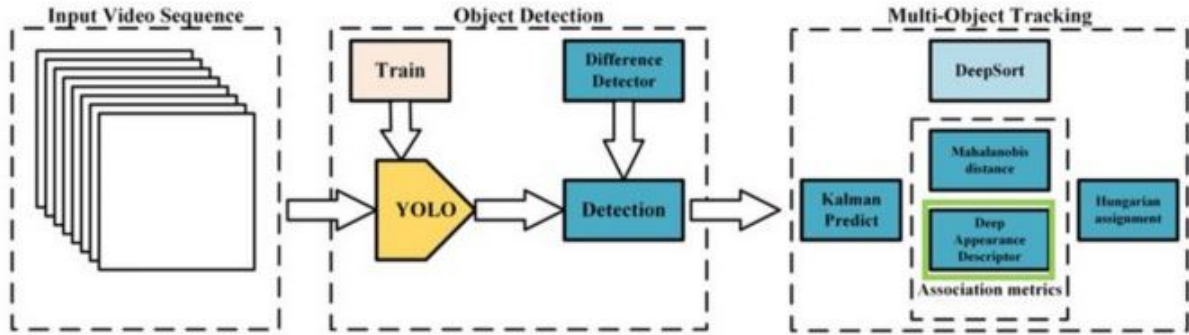 Input Video Sequence
Object Detection
Multi-Object Tracking
Train
Difference
Detector
YOLO
Detection
DeepSort
Mahalanobis
distance
Kalman
Predict
Deep
Appearance
Descriptor
Hungarian
assignment
Association metrics